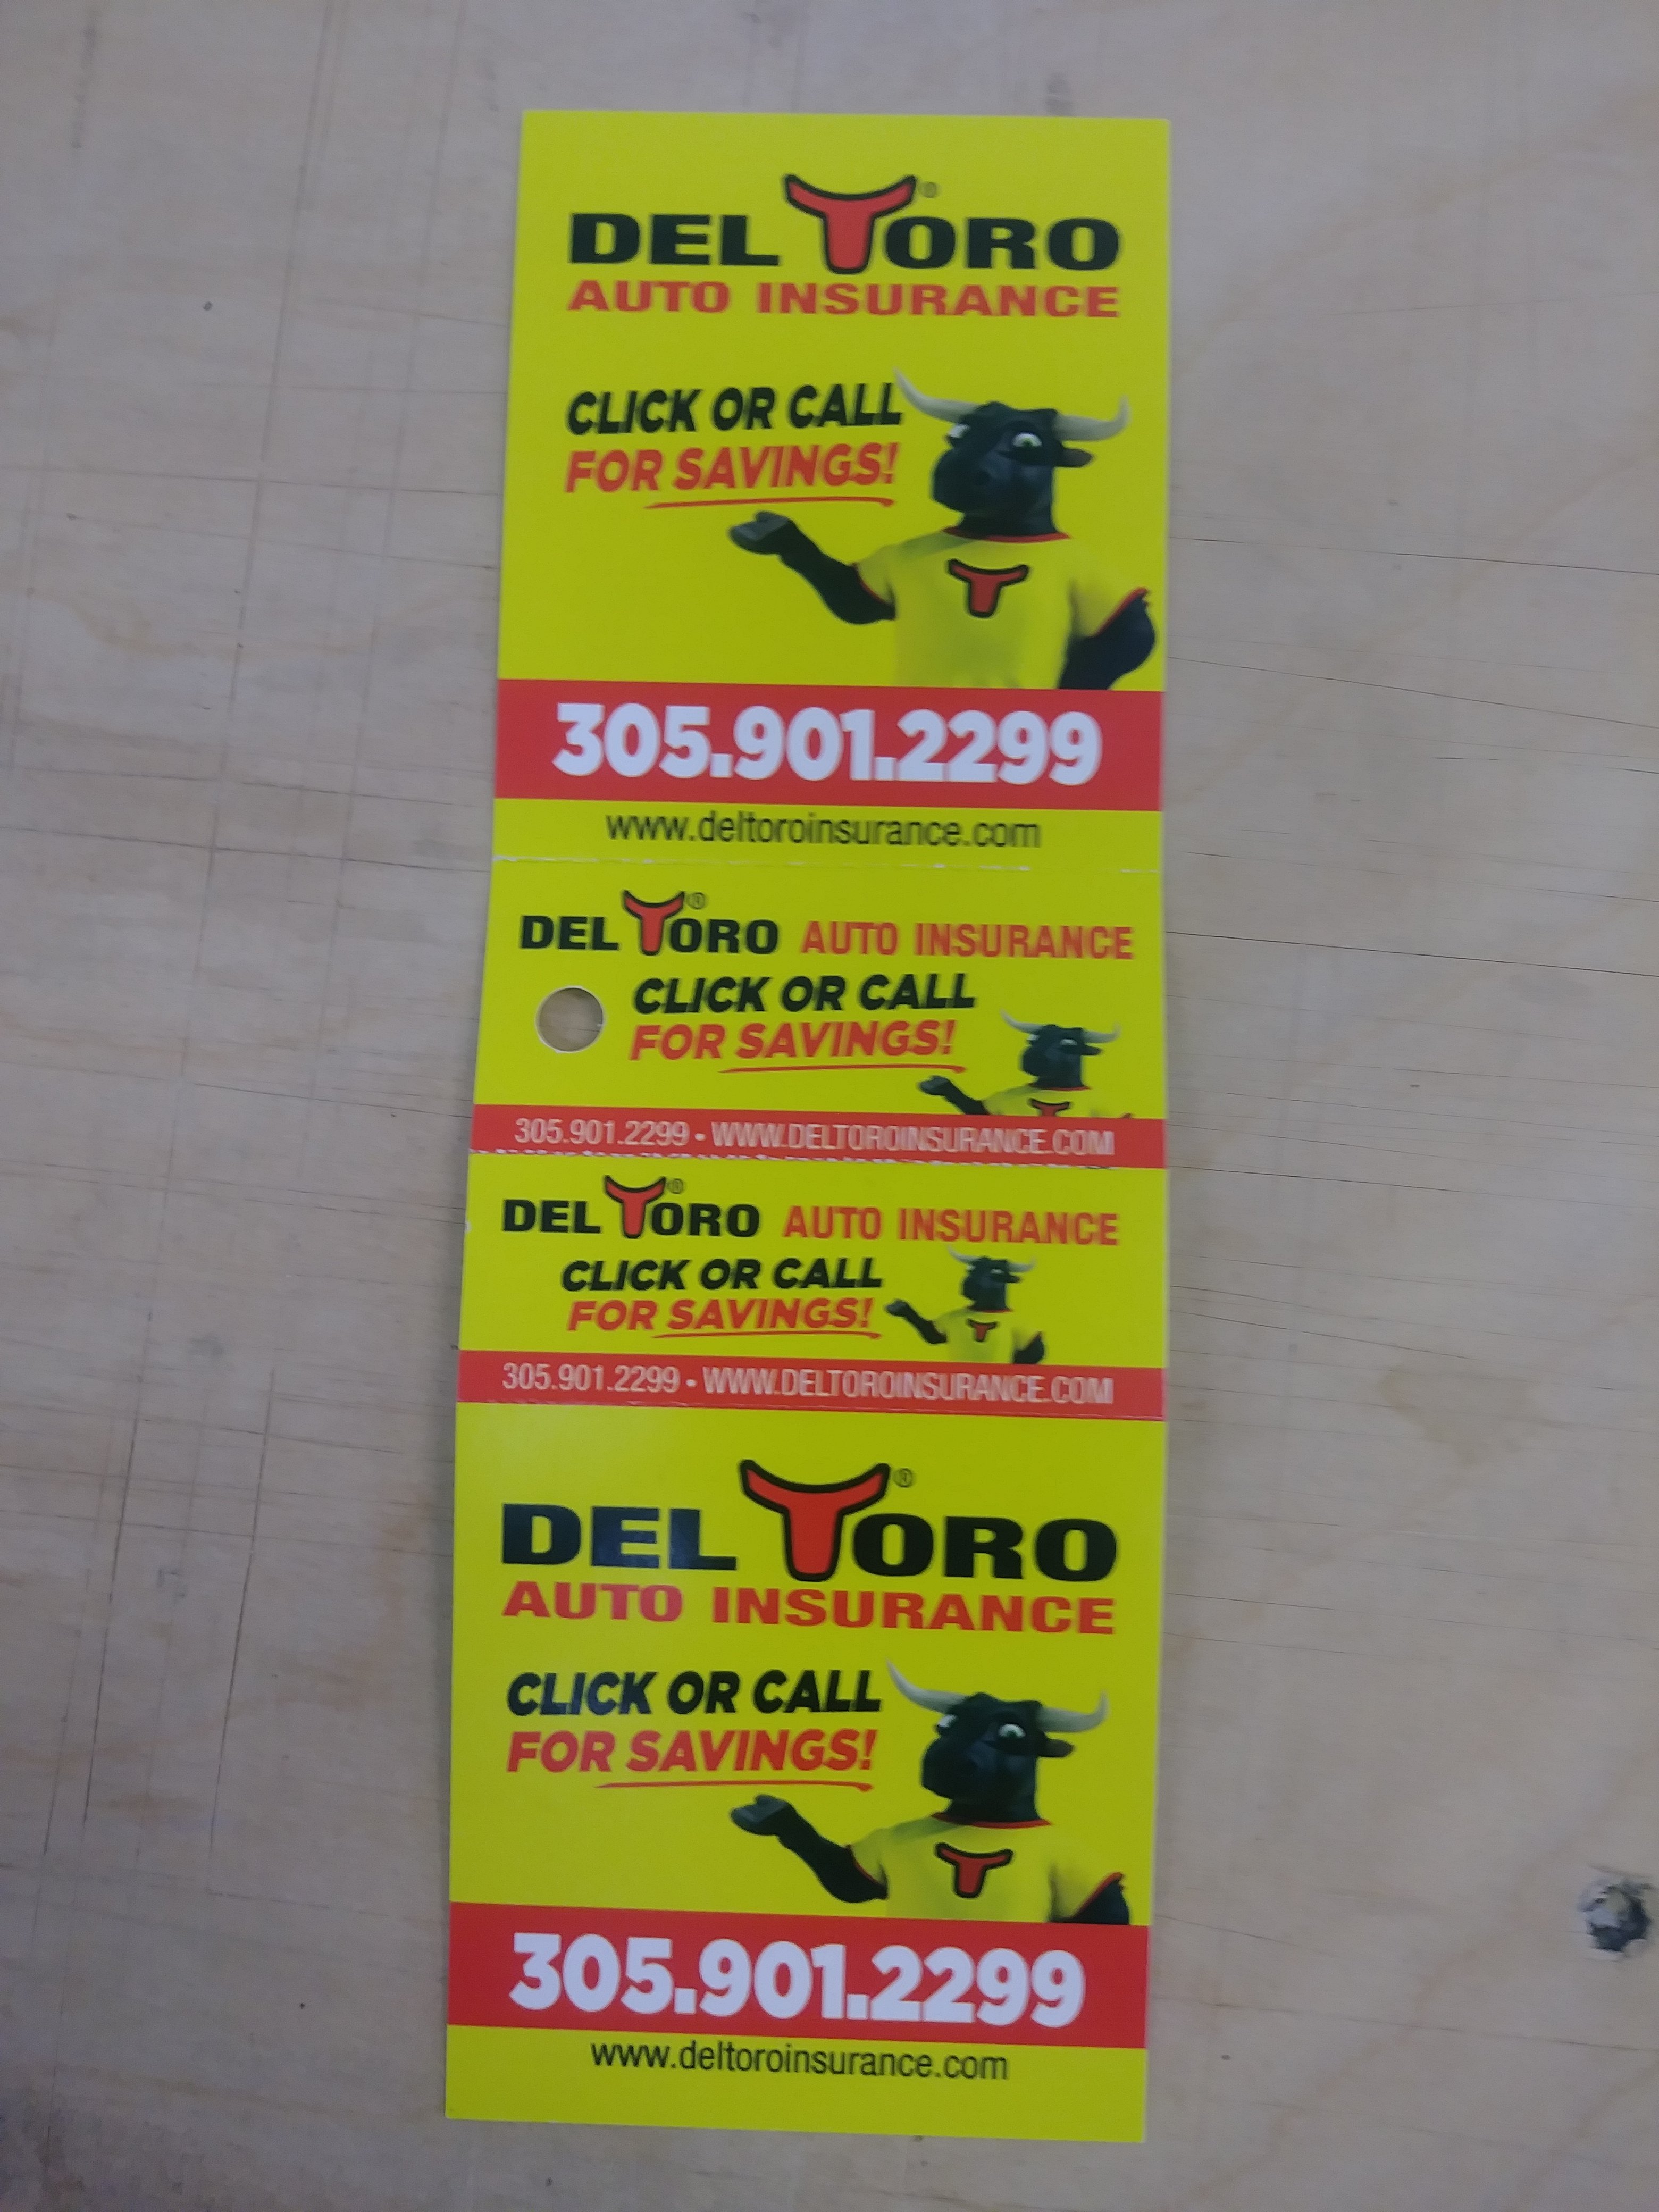 DEL TORO®
AUTO INSURANCE
CLICK OR CALL
FOR SAVINGS!
305.901.2299
www.deltoroinsurance.com
DEL TORO® AUTO INSURANCE
CLICK OR CALL
FOR SAVINGS!
305.901.2299 • WWW.DELTOROINSURANCE.COM
DEL TORO® AUTO INSURANCE
CLICK OR CALL
FOR SAVINGS!
305.901.2299 • WWW.DELTOROINSURANCE.COM
DEL TORO®
AUTO INSURANCE
CLICK OR CALL
FOR SAVINGS!
305.901.2299
www.deltoroinsurance.com